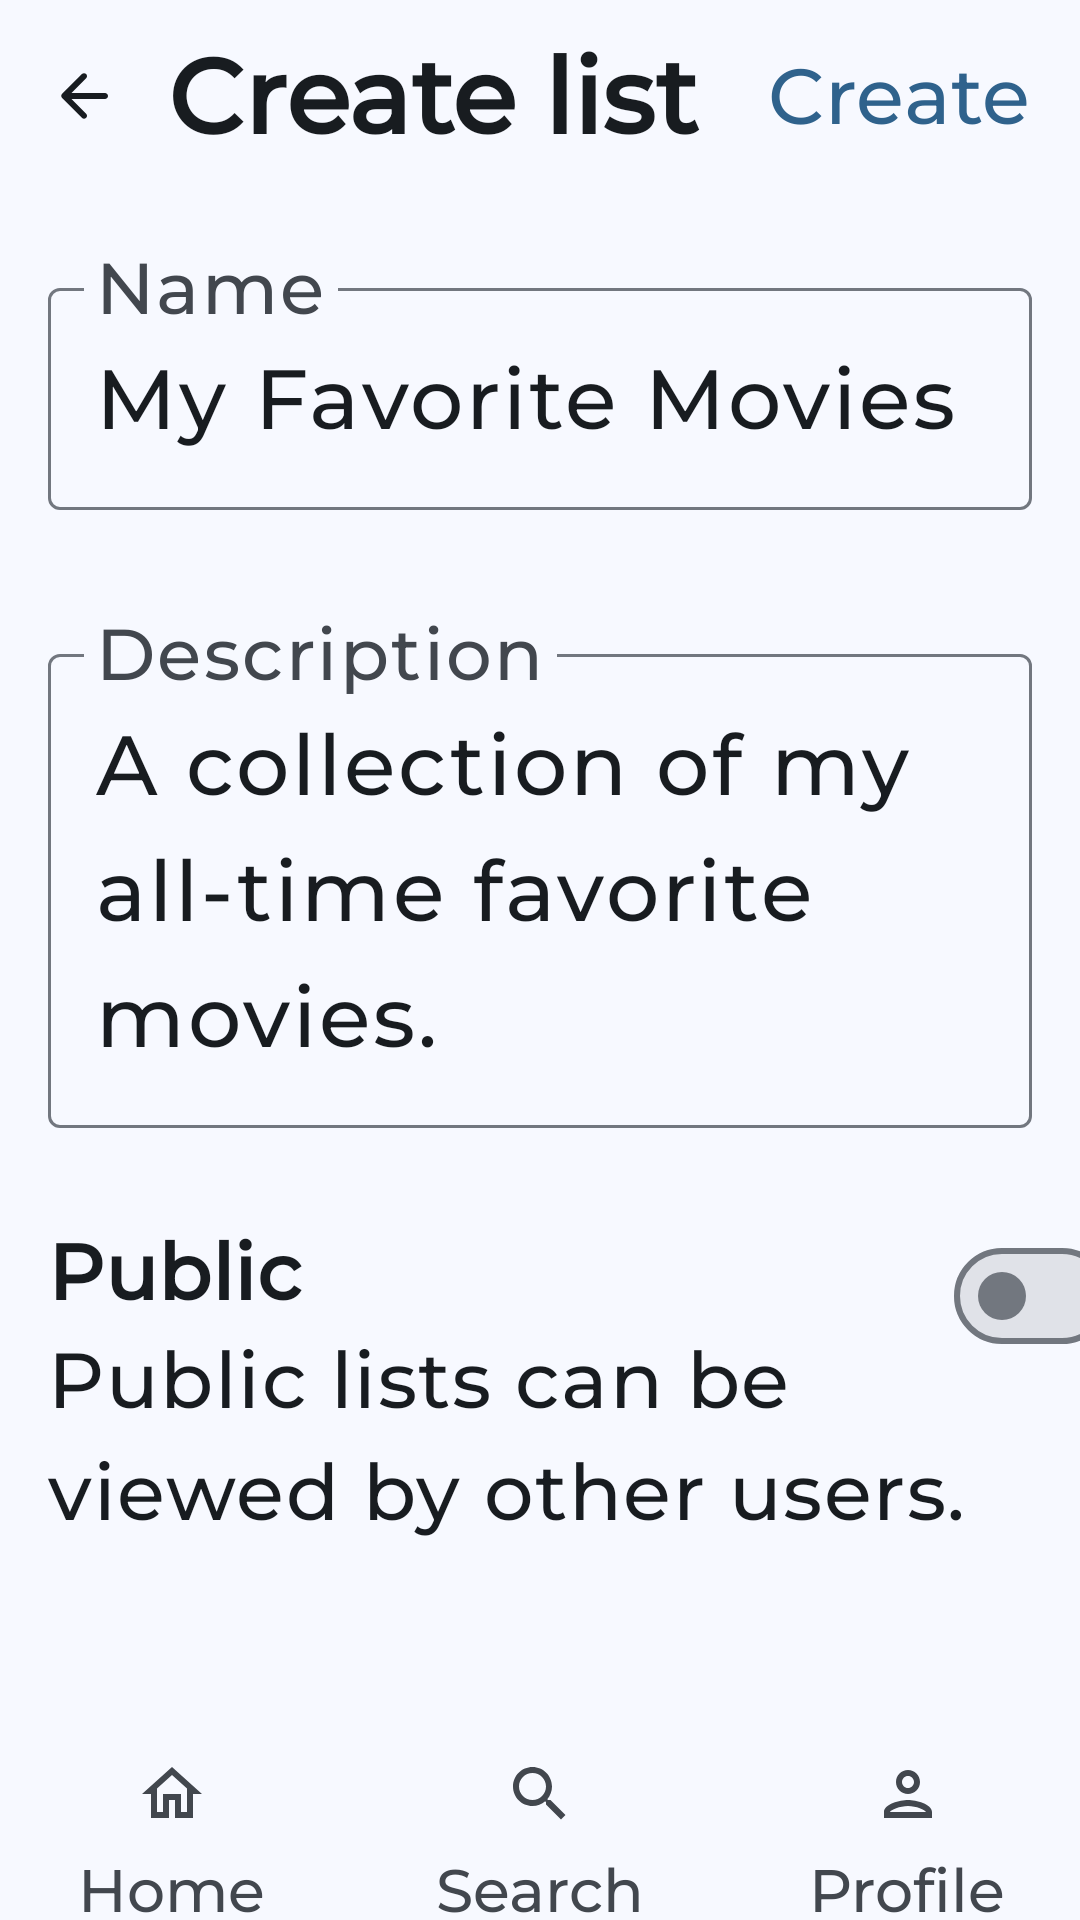 Create list
Create
Name
My Favorite Movies
Description
A collection of my
all-time favorite
movies.
Public
Public lists can be
viewed by other users.
Home
Search
Profile